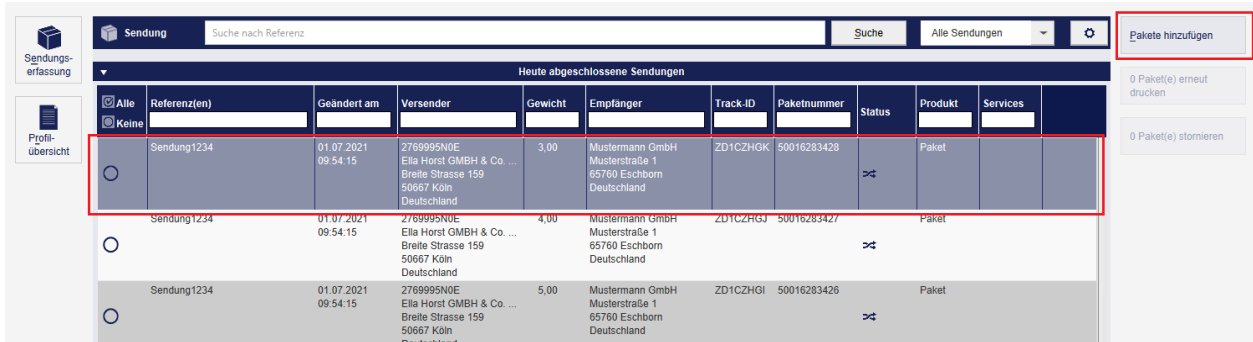 Sendungs-
erfassung
Profil-
übersicht
Sendung
Suche nach Referenz
Suche
Alle Sendungen
Heute abgeschlossene Sendungen
Alle
Keine
Referenz(en)
Geändert am
Versender
Gewicht
Empfänger
Track-ID
Paketnummer
Status
Produkt
Services
Sendung1234
01.07.2021
09:54:15
2769995N0E
Ella Horst GMBH & Co. ...
Breite Strasse 159
50667 Köln
Deutschland
3,00
Mustermann GmbH
Musterstraße 1
65760 Eschborn
Deutschland
ZD1CZHGK
50016283428
Paket
Sendung1234
01.07.2021
09:54:15
2769995N0E
Ella Horst GMBH & Co. ...
Breite Strasse 159
50667 Köln
Deutschland
4,00
Mustermann GmbH
Musterstraße 1
65760 Eschborn
Deutschland
ZD1CZHGJ
50016283427
Paket
Sendung1234
01.07.2021
09:54:15
2769995N0E
Ella Horst GMBH & Co. ...
Breite Strasse 159
50667 Köln
Deutschland
5,00
Mustermann GmbH
Musterstraße 1
65760 Eschborn
Deutschland
ZD1CZHGI
50016283426
Paket
Pakete hinzufügen
0 Paket(e) erneut
drucken
0 Paket(e) stornieren